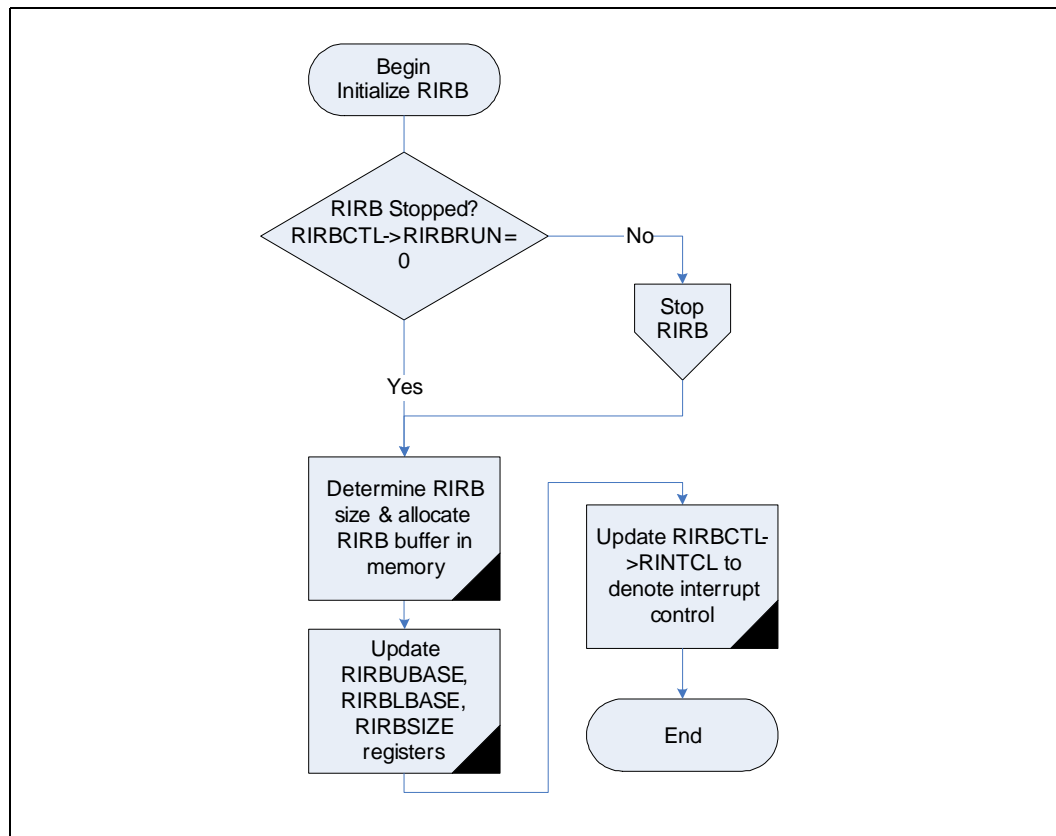 Begin
Initialize RIRB
RIRB Stopped?
RIRBCTL->RIRBRUN=
0
No
Stop
RIRB
Yes
Determine RIRB
size & allocate
RIRB buffer in
memory
Update
RIRBUBASE,
RIRBLBASE,
RIRBSIZE
registers
Update RIRBCTL-
>RINTCL to
denote interrupt
control
End